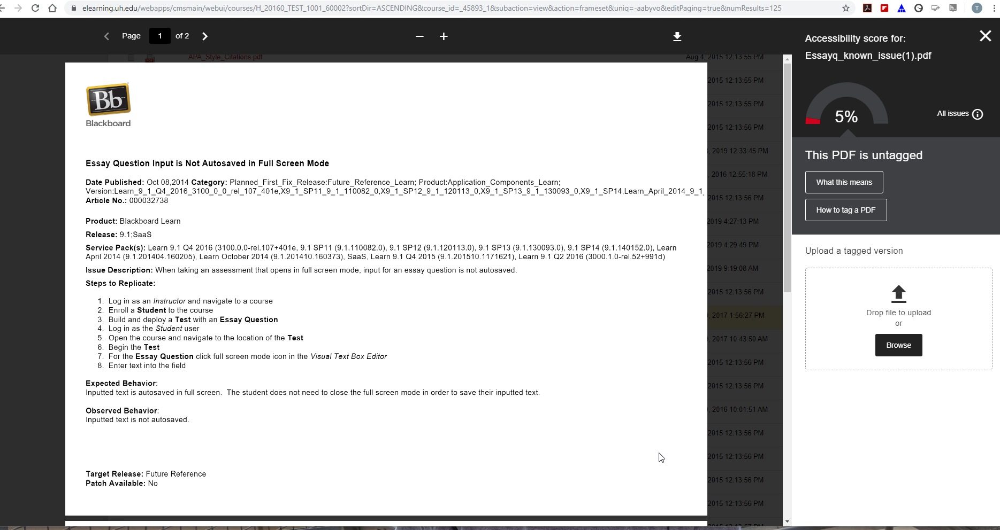 elearning.uh.edu/webapps/cmsmain/webui/courses/H_20160_TEST_1001_60002?sortDir=ASCENDING&course_id=_45893_1&subaction=view&action=frameset&uniq=-aabyvo&editPaging=true&numResults=125
T
Page 1 of 2
APA_Style_Citations.pdf
Aug 4, 2015 12:13:55 PM
Bb
Blackboard
Essay Question Input is Not Autosaved in Full Screen Mode
Date Published: Oct 08,2014 Category: Planned_First_Fix_Release:Future_Reference_Learn; Product:Application_Components_Learn;
Version:Learn_9_1_Q4_2016_3100_0_0_rel_107_401e,X9_1_SP11_9_1_110082_0,X9_1_SP12_9_1_120113_0,X9_1_SP13_9_1_130093_0,X9_1_SP14,Learn_April_2014_9_1_
Article No.: 000032738
Product: Blackboard Learn
Release: 9.1;SaaS
Service Pack(s): Learn 9.1 Q4 2016 (3100.0.0-rel.107+401e, 9.1 SP11 (9.1.110082.0), 9.1 SP12 (9.1.120113.0), 9.1 SP13 (9.1.130093.0), 9.1 SP14 (9.1.140152.0), Learn
April 2014 (9.1.201404.160205), Learn October 2014 (9.1.201410.160373), SaaS, Learn 9.1 Q4 2015 (9.1.201510.1171621), Learn 9.1 Q2 2016 (3000.1.0-rel.52+991d)
Issue Description: When taking an assessment that opens in full screen mode, input for an essay question is not autosaved.
Steps to Replicate:
1. Log in as an Instructor and navigate to a course
2. Enroll a Student to the course
3. Build and deploy a Test with an Essay Question
4. Log in as the Student user
5. Open the course and navigate to the location of the Test
6. Begin the Test
7. For the Essay Question click full screen mode icon in the Visual Text Box Editor
8. Enter text into the field
Expected Behavior:
Inputted text is autosaved in full screen.  The student does not need to close the full screen mode in order to save their inputted text.
Observed Behavior:
Inputted text is not autosaved.
Target Release: Future Reference
Patch Available: No
2015 12:13:55 PM
2015 12:13:55 PM
2015 12:13:56 PM
, 2019 12:33:45 PM
, 2016 12:55:18 PM
2015 12:13:56 PM
2019 4:27:13 PM
2019 4:29:49 PM
2019 9:19:08 AM
2015 12:13:56 PM
, 2017 1:56:27 PM
, 2017 10:43:50 AM
2015 12:13:56 PM
2015 12:13:56 PM
, 2016 10:01:51 AM
2015 12:13:56 PM
2015 12:13:56 PM
2015 12:13:56 PM
2015 12:13:56 PM
2015 12:13:57 PM
Accessibility score for:
Essayq_known_issue(1).pdf
5%
All issues
This PDF is untagged
What this means
How to tag a PDF
Upload a tagged version
Drop file to upload
or
Browse